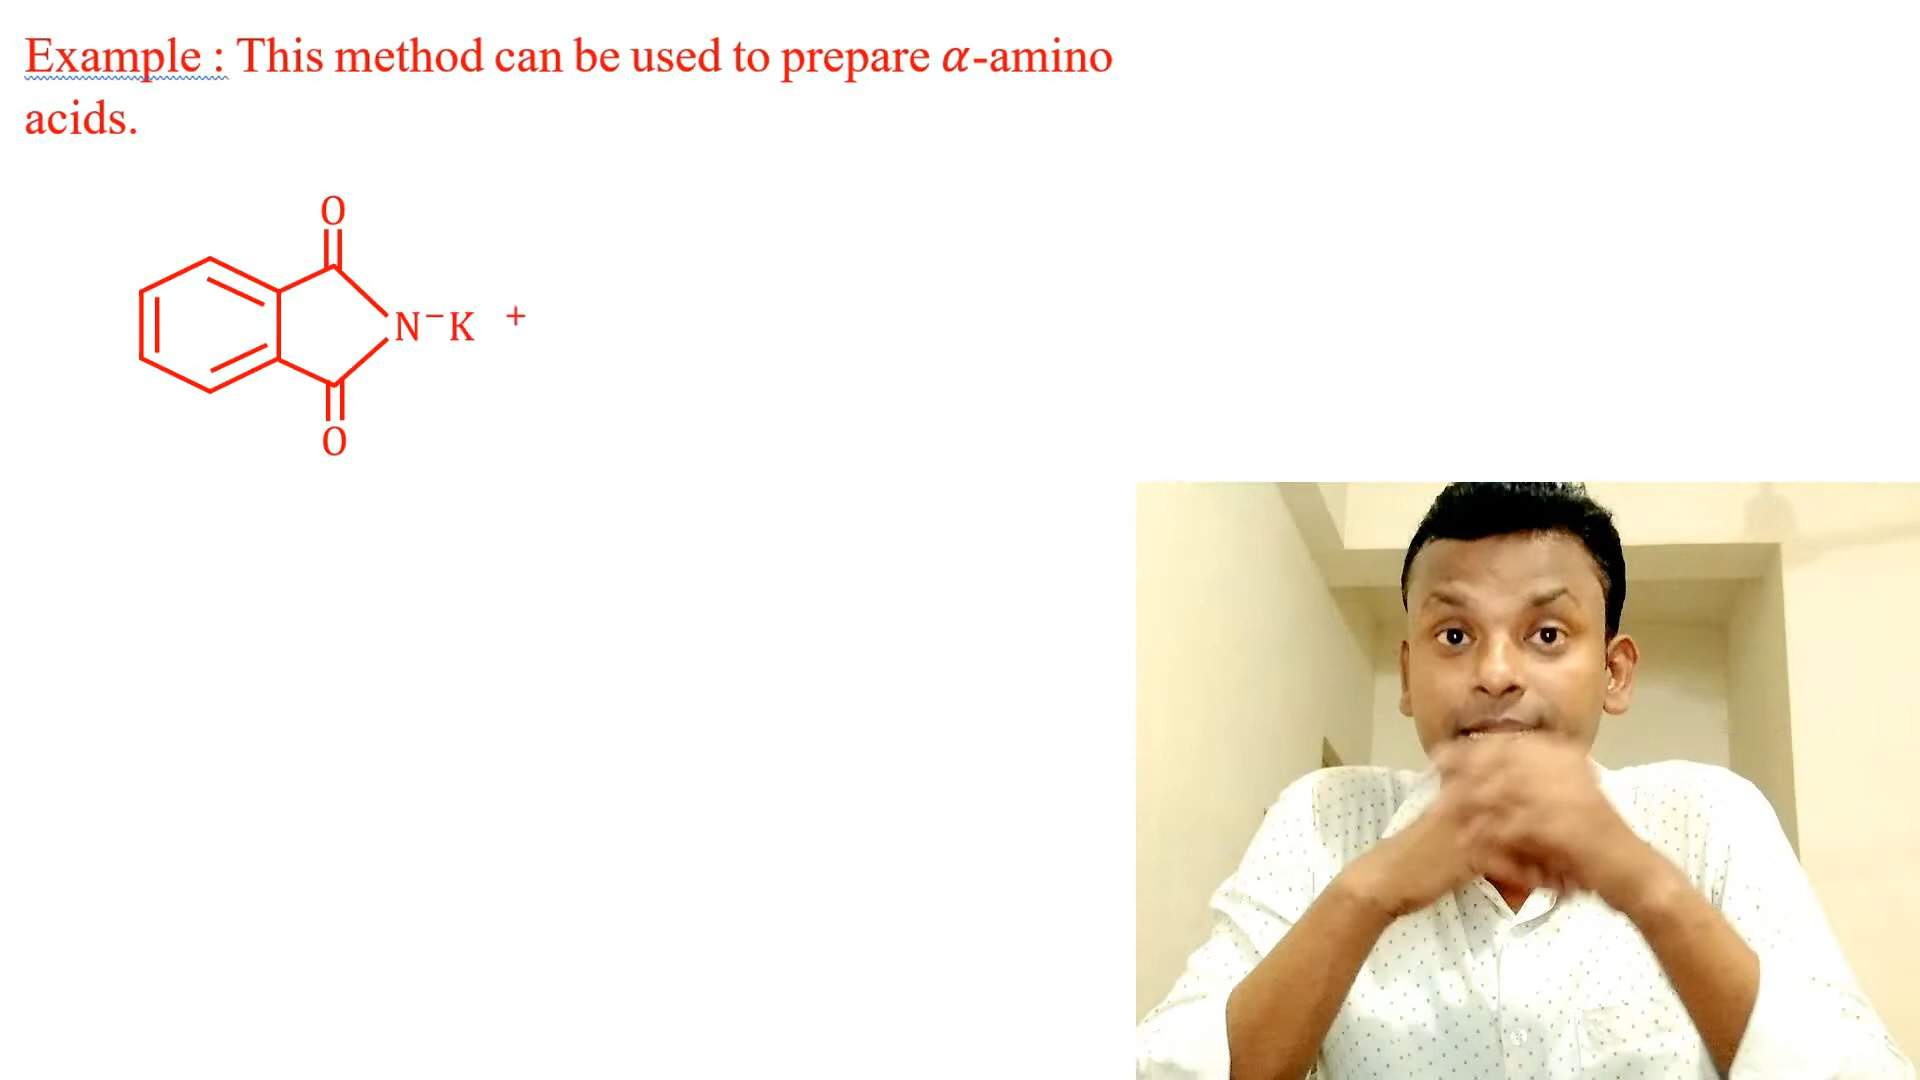 Example : This method can be used to prepare α-amino
acids.
O
N⁻K ⁺
O